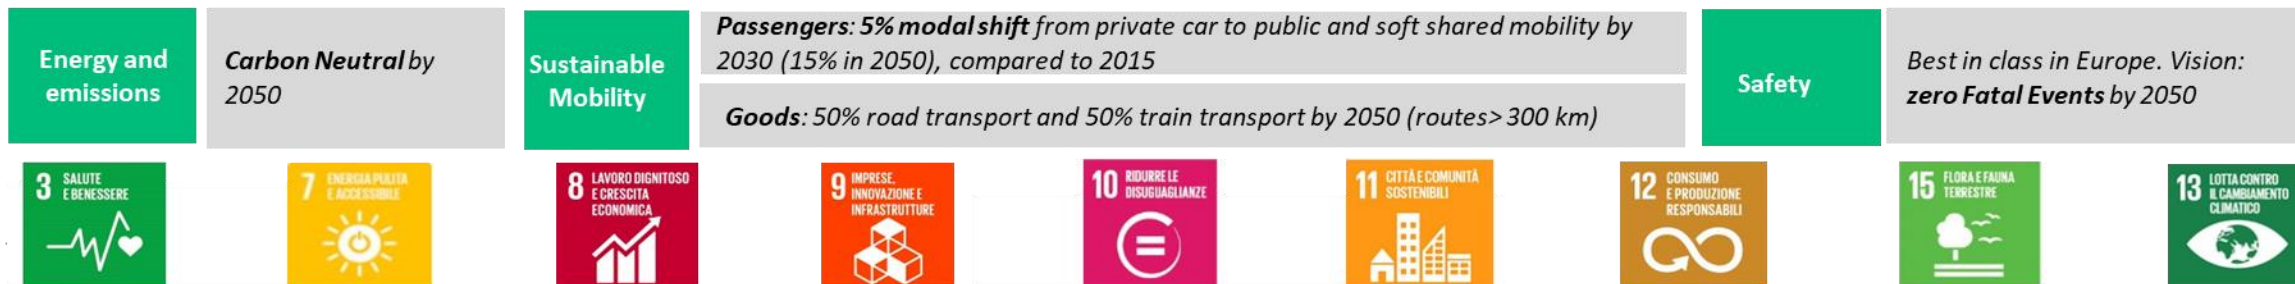 Energy and
emissions
Carbon Neutral by
2050
Sustainable
Mobility
Passengers: 5% modal shift from private car to public and soft shared mobility by
2030 (15% in 2050), compared to 2015
Goods: 50% road transport and 50% train transport by 2050 (routes> 300 km)
Safety
Best in class in Europe. Vision:
zero Fatal Events by 2050
3 SALUTE
E BENESSERE
7 ENERGIA PULITA
E ACCESSIBILE
8 LAVORO DIGNITOSO
E CRESCITA
ECONOMICA
9 IMPRESE,
INNOVAZIONE E
INFRASTRUTTURE
10 RIDURRE LE
DISUGUAGLIANZE
11 CITTÀ E COMUNITÀ
SOSTENIBILI
12 CONSUMO
E PRODUZIONE
RESPONSABILI
15 FLORA E FAUNA
TERRESTRE
13 LOTTA CONTRO
IL CAMBIAMENTO
CLIMATICO